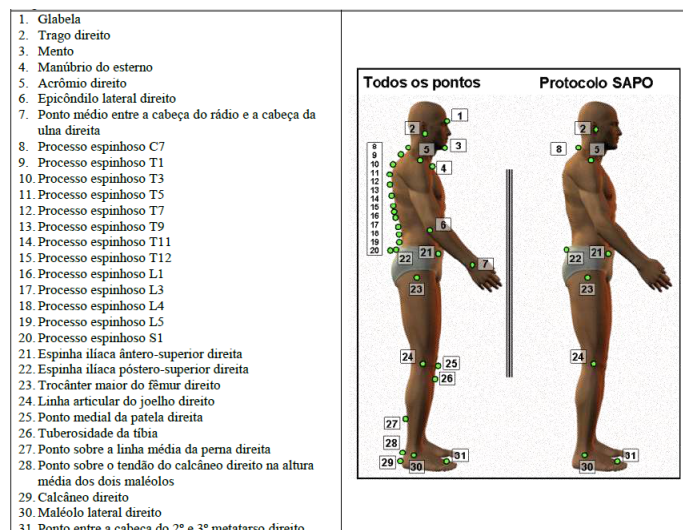 1. Glabela
2. Trago direito
3. Mento
4. Manúbrio do esterno
5. Acrômio direito
6. Epicôndilo lateral direito
7. Ponto médio entre a cabeça do rádio e a cabeça da
ulna direita
8. Processo espinhoso C7
9. Processo espinhoso T1
10. Processo espinhoso T3
11. Processo espinhoso T5
12. Processo espinhoso T7
13. Processo espinhoso T9
14. Processo espinhoso T11
15. Processo espinhoso T12
16. Processo espinhoso L1
17. Processo espinhoso L3
18. Processo espinhoso L4
19. Processo espinhoso L5
20. Processo espinhoso S1
21. Espinha ilíaca ântero-superior direita
22. Espinha ilíaca póstero-superior direita
23. Trocânter maior do fêmur direito
24. Linha articular do joelho direito
25. Ponto medial da patela direita
26. Tuberosidade da tíbia
27. Ponto sobre a linha média da perna direita
28. Ponto sobre o tendão do calcâneo direito na altura
média dos dois maléolos
29. Calcâneo direito
30. Maléolo lateral direito
31. Ponto entre a cabeça do 2º e 3º metatarso direito
Todos os pontos
1
2
3
5
4
8
9
10
11
12
13
14
15
16
17
18
19
20
6
21
22
7
23
24
25
26
27
28
29
30
31
Protocolo SAPO
2
8
5
22
21
23
24
30
31